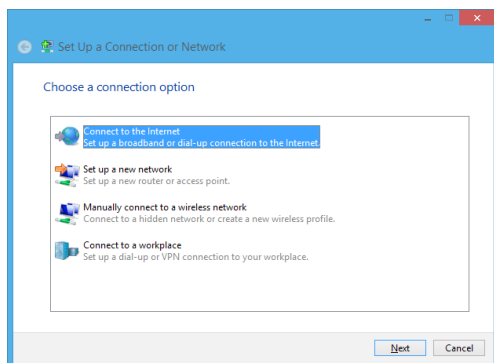 Set Up a Connection or Network
Choose a connection option
Connect to the Internet
Set up a broadband or dial-up connection to the Internet.
Set up a new network
Set up a new router or access point.
Manually connect to a wireless network
Connect to a hidden network or create a new wireless profile.
Connect to a workplace
Set up a dial-up or VPN connection to your workplace.
Next Cancel